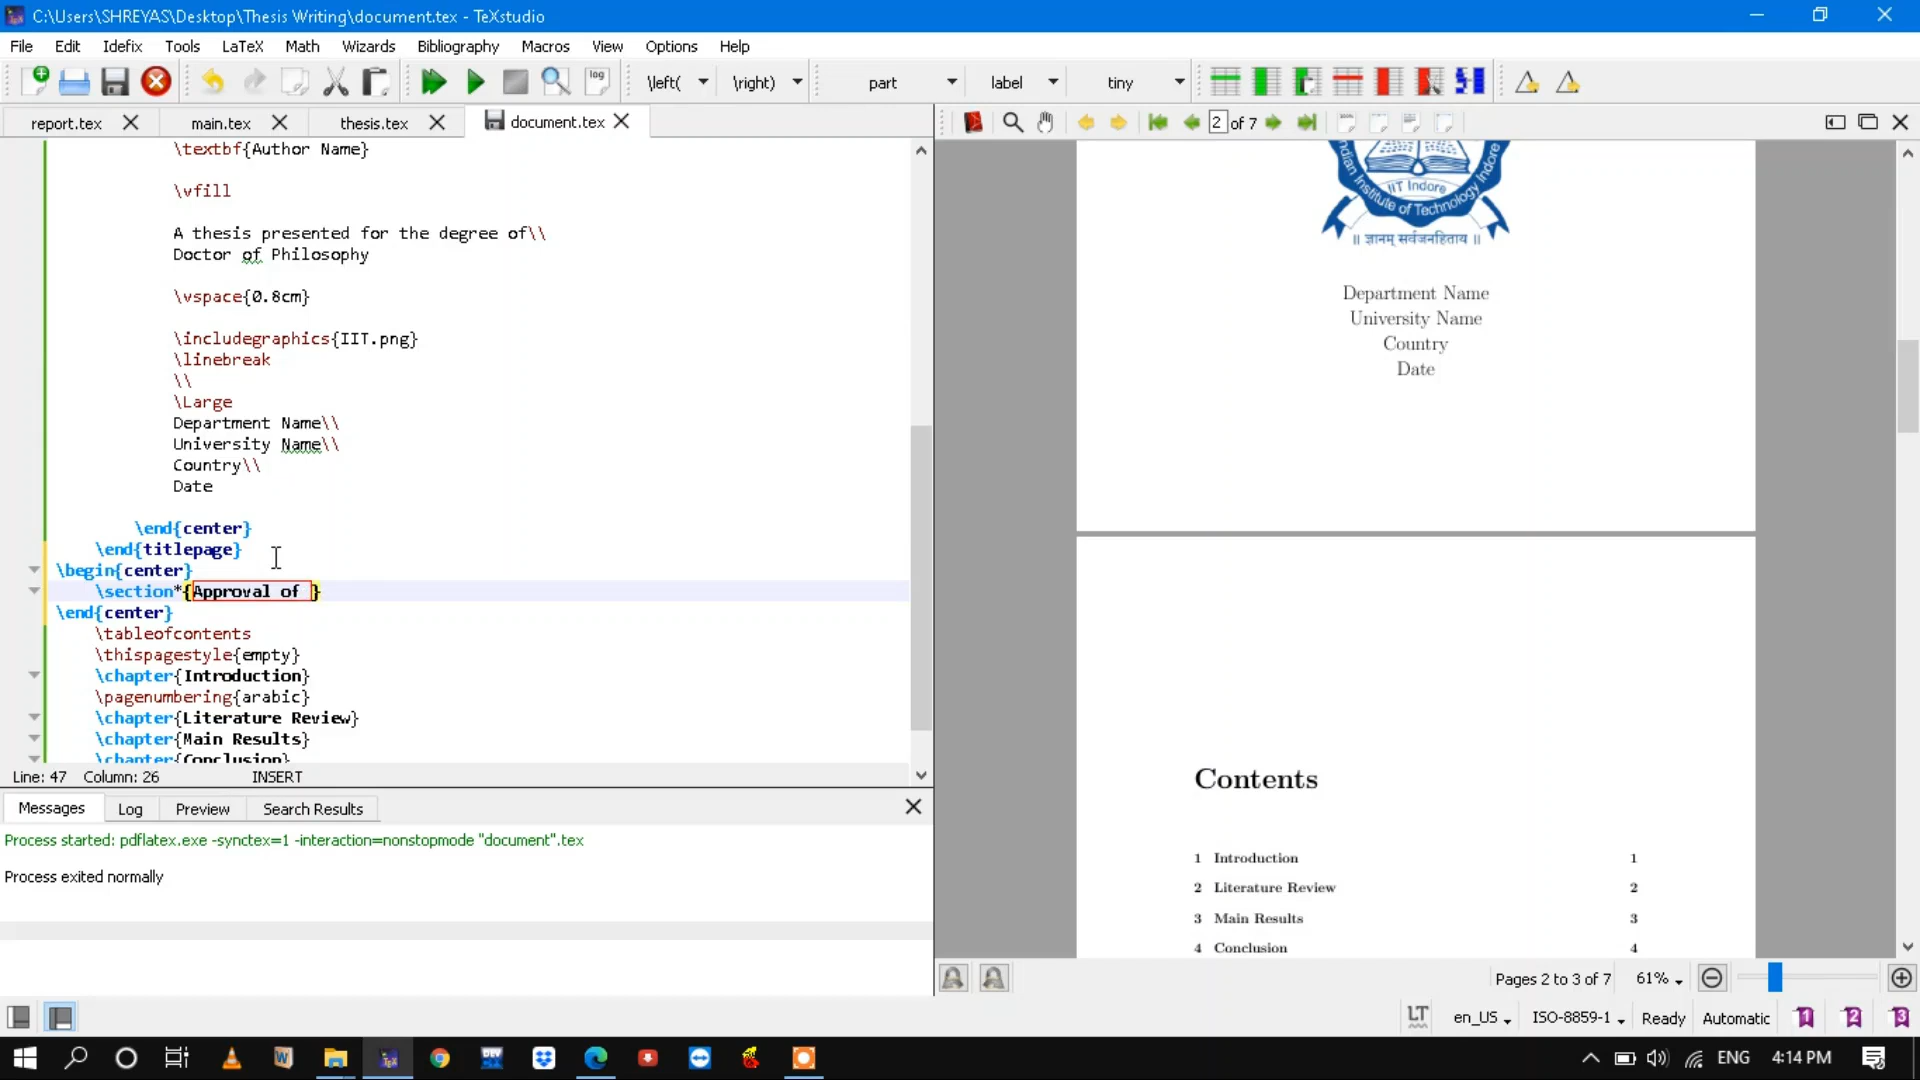 C:\Users\SHREYAS\Desktop\Thesis Writing\document.tex - TeXstudio
File Edit Idefix Tools LaTeX Math Wizards Bibliography Macros View Options Help
log \left( \right) part label tiny
report.tex main.tex thesis.tex document.tex
2 of 7
\textbf{Author Name}
\vfill
A thesis presented for the degree of\\
Doctor of Philosophy
\vspace{0.8cm}
\includegraphics{IIT.png}
\linebreak
\\
\Large
Department Name\\
University Name\\
Country\\
Date
\end{center}
\end{titlepage}
\begin{center}
\section*{Approval of }
\end{center}
\tableofcontents
\thispagestyle{empty}
\chapter{Introduction}
\pagenumbering{arabic}
\chapter{Literature Review}
\chapter{Main Results}
\chapter{Conclusion}
Line: 47 Column: 26 INSERT
Messages Log Preview Search Results
Process started: pdflatex.exe -synctex=1 -interaction=nonstopmode "document".tex
Process exited normally
IIT Indore
Indian Institute of Technology Indore
॥ ज्ञानम् सर्वजनहिताय ॥
Department Name
University Name
Country
Date
Contents
1 Introduction 1
2 Literature Review 2
3 Main Results 3
4 Conclusion 4
Pages 2 to 3 of 7 61%
LT en_US ISO-8859-1 Ready Automatic 1 2 3
ENG 4:14 PM